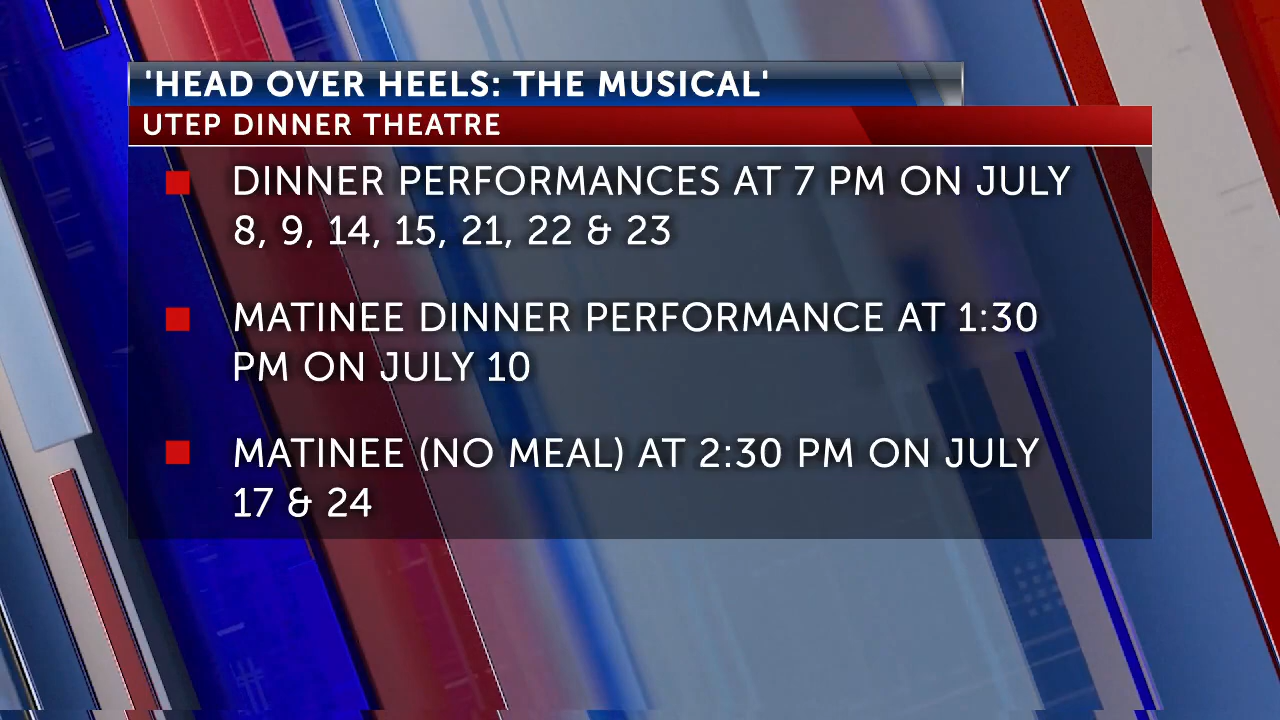 'HEAD OVER HEELS: THE MUSICAL'
UTEP DINNER THEATRE
DINNER PERFORMANCES AT 7 PM ON JULY
8, 9, 14, 15, 21, 22 & 23
MATINEE DINNER PERFORMANCE AT 1:30
PM ON JULY 10
MATINEE (NO MEAL) AT 2:30 PM ON JULY
17 & 24